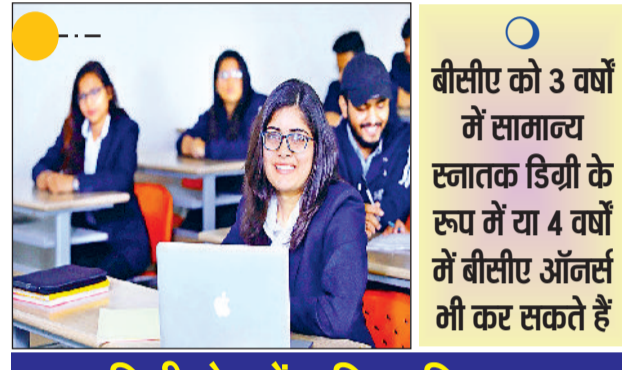 बीसीए को 3 वर्षों
में सामान्य
स्नातक डिग्री के
रूप में या 4 वर्षों
में बीसीए ऑनर्स
भी कर सकते हैं